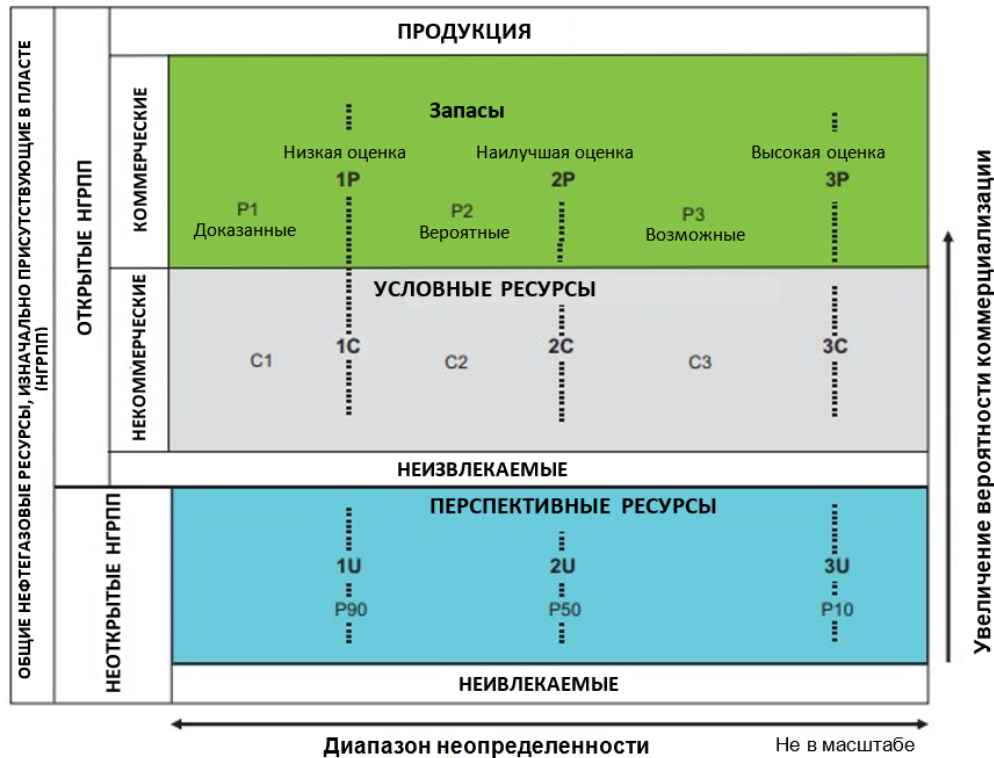 ОБЩИЕ НЕФТЕГАЗОВЫЕ РЕСУРСЫ, ИЗНАЧАЛЬНО ПРИСУТСТВУЮЩИЕ В ПЛАСТЕ
(НГРПП)
ОТКРЫТЫЕ НГРПП
НЕОТКРЫТЫЕ НГРПП
КОММЕРЧЕСКИЕ
НЕКОММЕРЧЕСКИЕ
ПРОДУКЦИЯ
Запасы
Низкая оценка Наилучшая оценка Высокая оценка
1P 2P 3P
P1 P2 P3
Доказанные Вероятные Возможные
УСЛОВНЫЕ РЕСУРСЫ
1C 2C 3C
C1 C2 C3
НЕИЗВЛЕКАЕМЫЕ
ПЕРСПЕКТИВНЫЕ РЕСУРСЫ
1U 2U 3U
P90 P50 P10
НЕИВЛЕКАЕМЫЕ
Диапазон неопределенности Не в масштабе
Увеличение вероятности коммерциализации